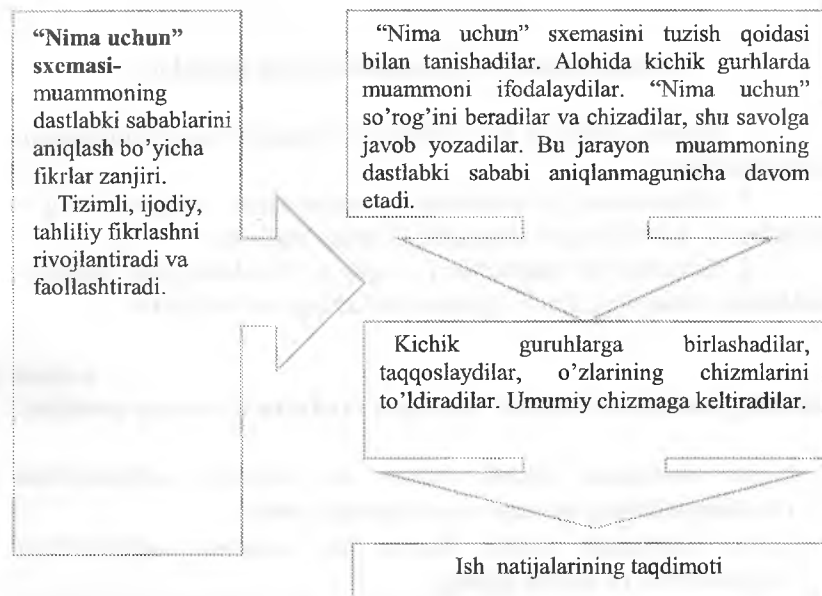 “Nima uchun”
sxemasi-
muammoning
dastlabki sabablarini
aniqlash bo’yicha
fikrlar zanjiri.
Tizimli, ijodiy,
tahliliy fikrlashni
rivojlantiradi va
faollashtiradi.
“Nima uchun” sxemasini tuzish qoidasi
bilan tanishadilar. Alohida kichik gurhlarda
muammoni ifodalaydilar. “Nima uchun”
so’rog’ini beradilar va chizadilar, shu savolga
javob yozadilar. Bu jarayon muammoning
dastlabki sababi aniqlanmagunicha davom
etadi.
Kichik guruhlarga birlashadilar,
taqqoslaydilar, o’zlarining chizmlarini
to’ldiradilar. Umumiy chizmaga keltiradilar.
Ish natijalarining taqdimoti